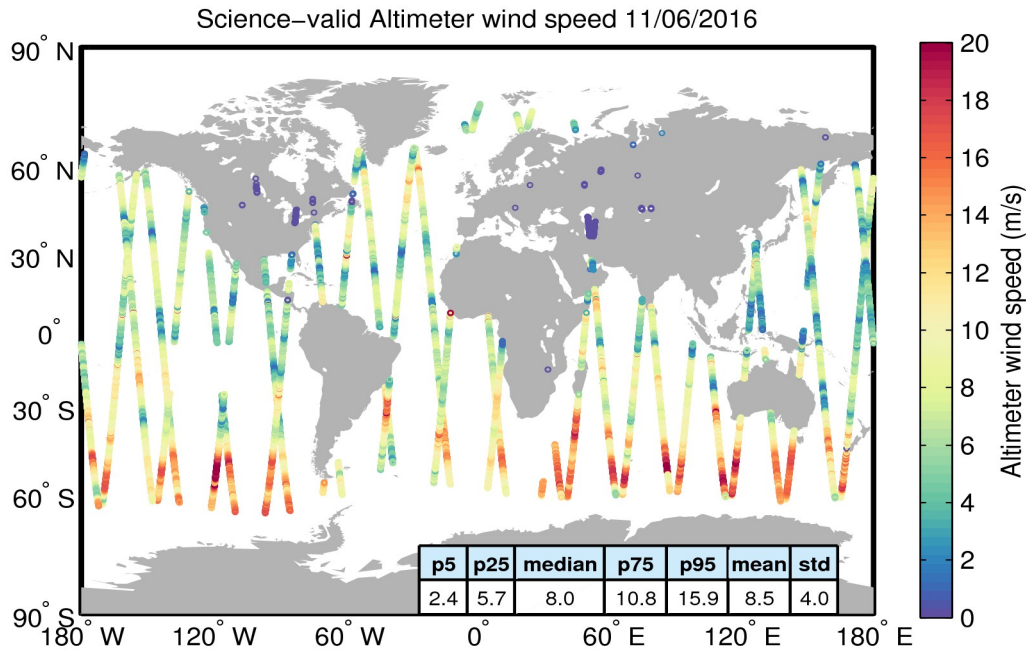 Science−valid Altimeter wind speed 11/06/2016
90° N
60° N
30° N
0°
30° S
60° S
90° S
180° W
120° W
60° W
0°
60° E
120° E
180° E
p5 p25 median p75 p95 mean std
2.4 5.7 8.0 10.8 15.9 8.5 4.0
20
18
16
14
12
10
8
6
4
2
0
Altimeter wind speed (m/s)